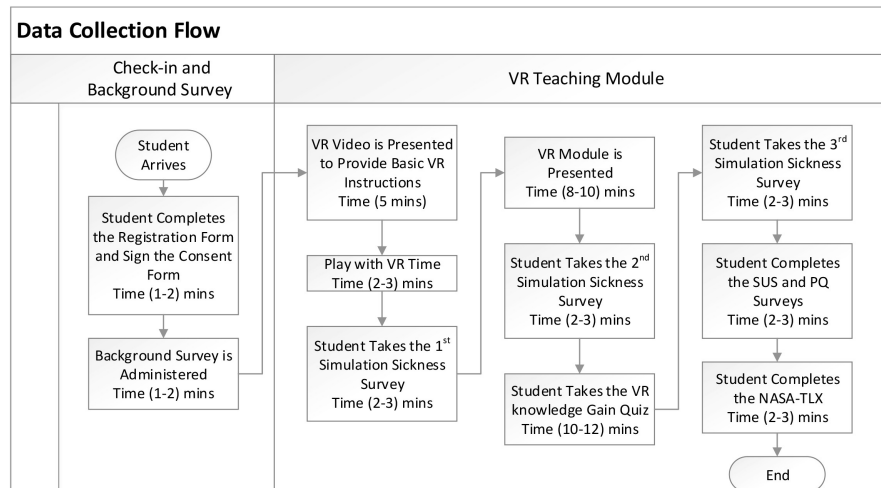 Data Collection Flow
Check-in and
Background Survey
VR Teaching Module
Student
Arrives
Student Completes
the Registration Form
and Sign the Consent
Form
Time (1-2) mins
Background Survey is
Administered
Time (1-2) mins
VR Video is Presented
to Provide Basic VR
Instructions
Time (5 mins)
Play with VR Time
Time (2-3) mins
Student Takes the 1st
Simulation Sickness
Survey
Time (2-3) mins
VR Module is
Presented
Time (8-10) mins
Student Takes the 2nd
Simulation Sickness
Survey
Time (2-3) mins
Student Takes the VR
knowledge Gain Quiz
Time (10-12) mins
Student Takes the 3rd
Simulation Sickness
Survey
Time (2-3) mins
Student Completes
the SUS and PQ
Surveys
Time (2-3) mins
Student Completes
the NASA-TLX
Time (2-3) mins
End